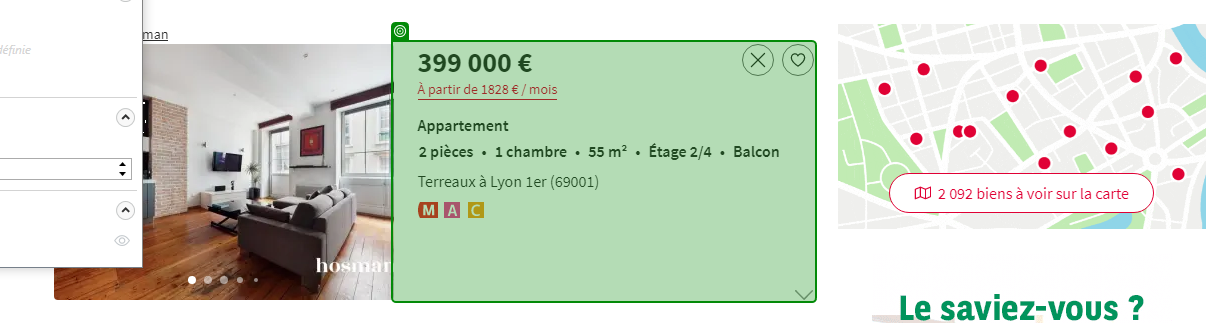 man
définie
399 000 €
À partir de 1828 € / mois
Appartement
2 pièces • 1 chambre • 55 m² • Étage 2/4 • Balcon
Terreaux à Lyon 1er (69001)
M A C
hosman
2 092 biens à voir sur la carte
Le saviez-vous ?